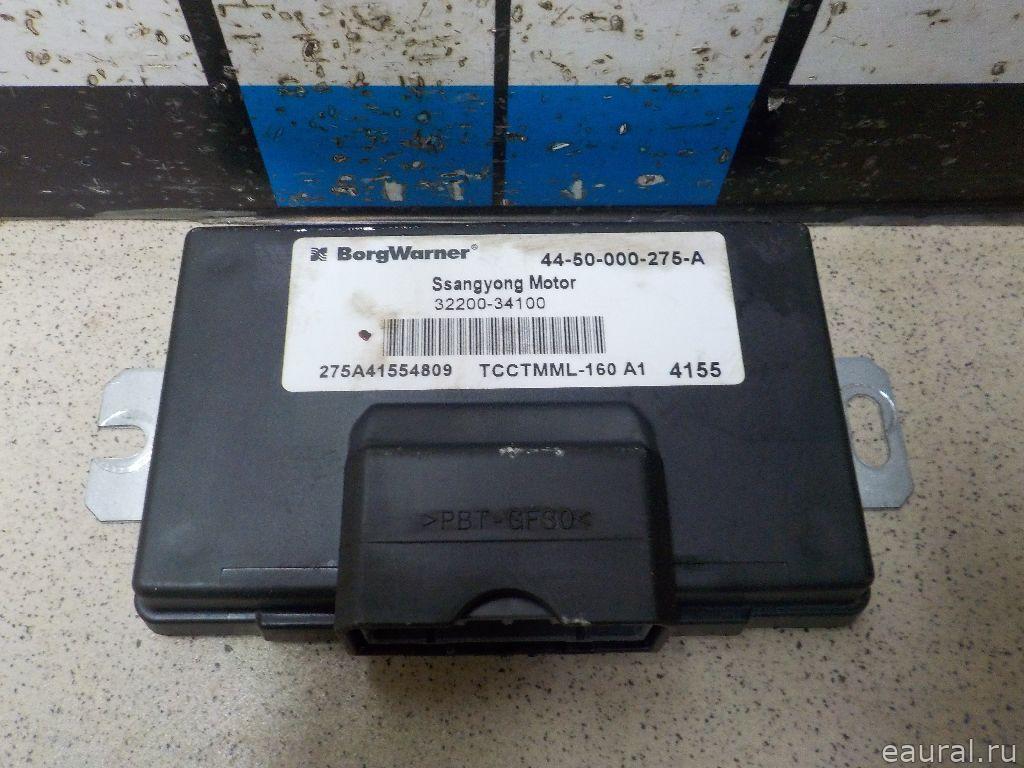 BorgWarner® 44-50-000-275-A
Ssangyong Motor
32200-34100
275A41554809 TCCTMML-160 A1 4155
>PBT-GF30<
eaural.ru